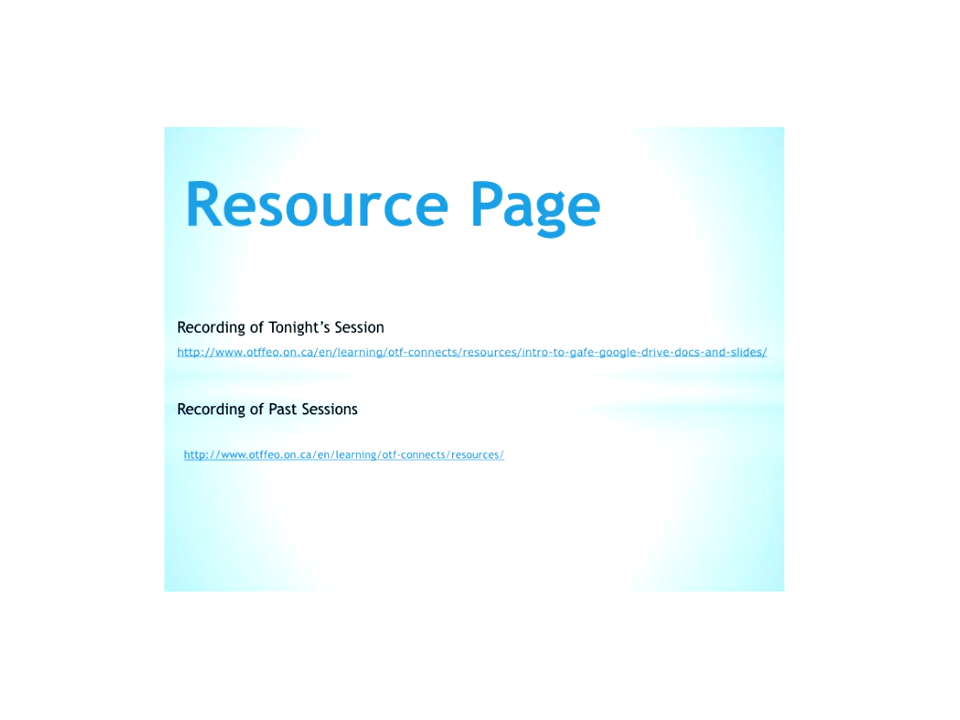 Resource Page
Recording of Tonight’s Session
http://www.otffeo.on.ca/en/learning/otf-connects/resources/intro-to-gafe-google-drive-docs-and-slides/
Recording of Past Sessions
http://www.otffeo.on.ca/en/learning/otf-connects/resources/